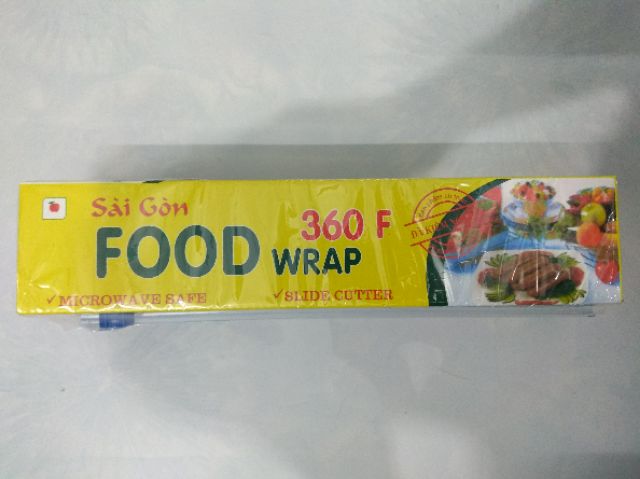 Sài Gòn
360 F
FOOD WRAP
✓ MICROWAVE SAFE
✓ SLIDE CUTTER